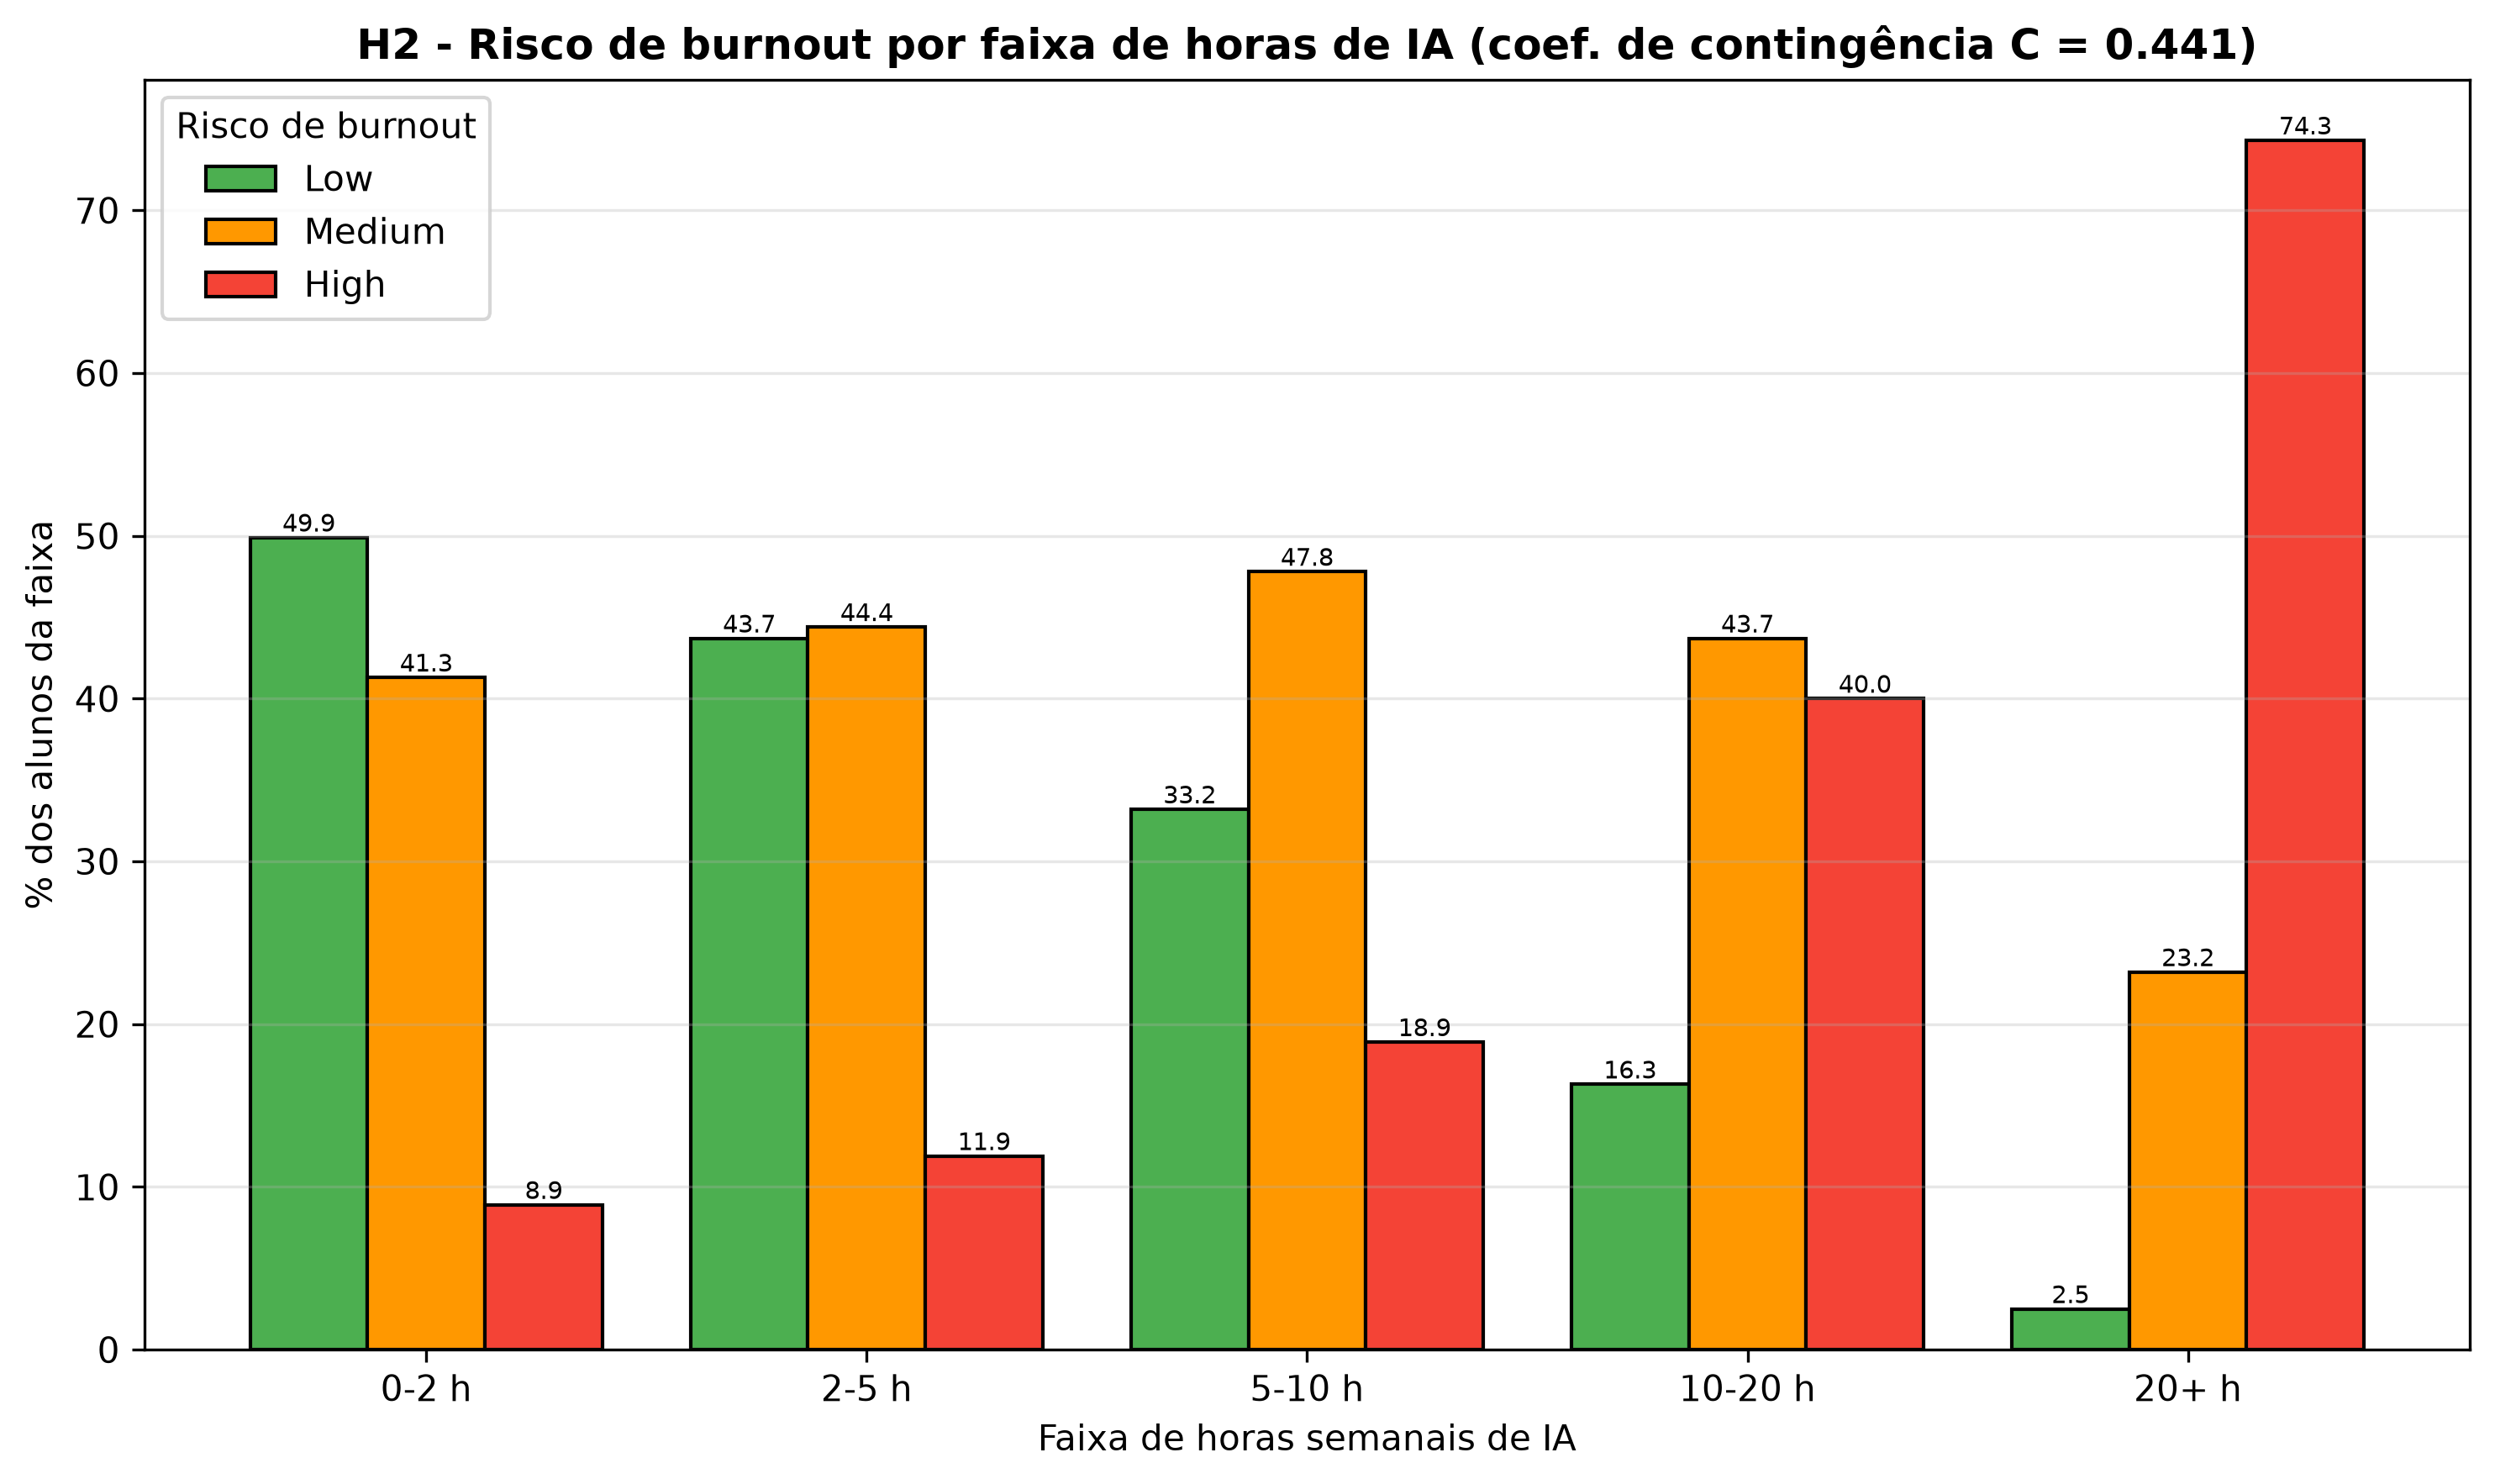 H2 - Risco de burnout por faixa de horas de IA (coef. de contingência C = 0.441)
Risco de burnout
Low
Medium
High
% dos alunos da faixa
70
60
50
40
30
20
10
0
49.9
41.3
8.9
43.7
44.4
11.9
33.2
47.8
18.9
16.3
43.7
40.0
2.5
23.2
74.3
0-2 h
2-5 h
5-10 h
10-20 h
20+ h
Faixa de horas semanais de IA